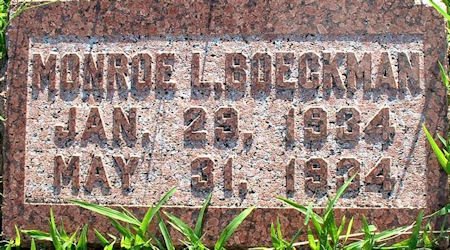 MONROE L. BOECKMAN
JAN. 29, 1934
MAY 31, 1934